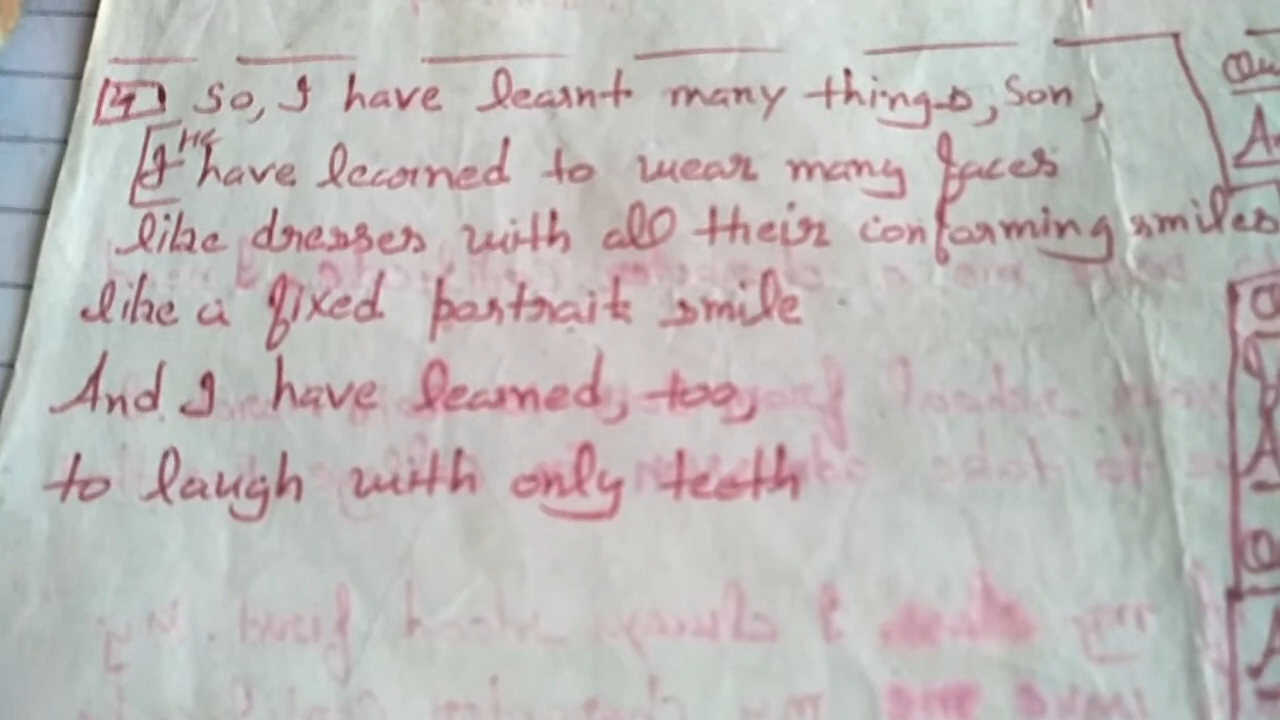 [4] So, I have learnt many things, Son,
[I have learned to wear many faces
like dresses with all their conforming smiles
like a fixed portrait smile
And I have learned, too,
to laugh with only teeth